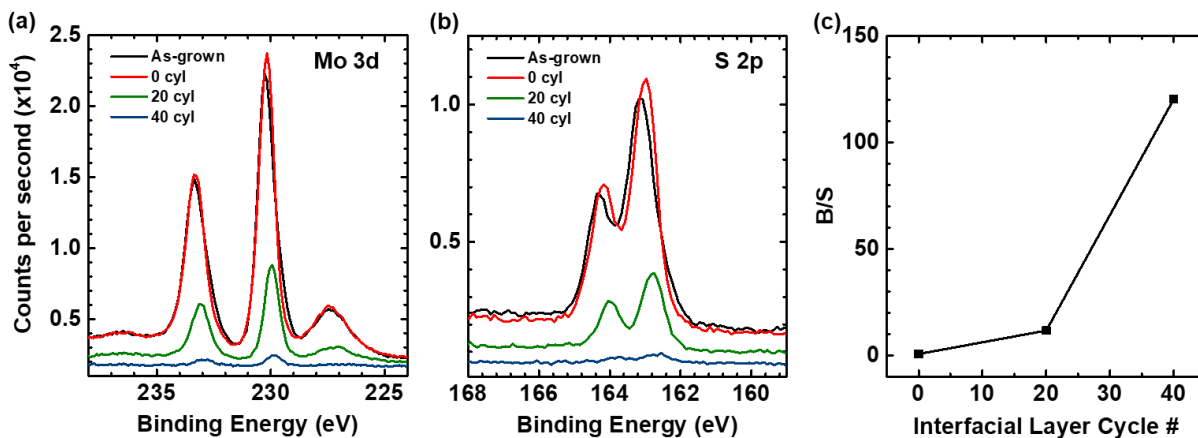 (a)
2.5
2.0
1.5
1.0
0.5
Counts per second (x10⁴)
As-grown
0 cyl
20 cyl
40 cyl
Mo 3d
235
230
225
Binding Energy (eV)
(b)
1.0
0.5
As-grown
0 cyl
20 cyl
40 cyl
S 2p
168
166
164
162
160
Binding Energy (eV)
(c)
150
100
50
0
B/S
0
10
20
30
40
Interfacial Layer Cycle #